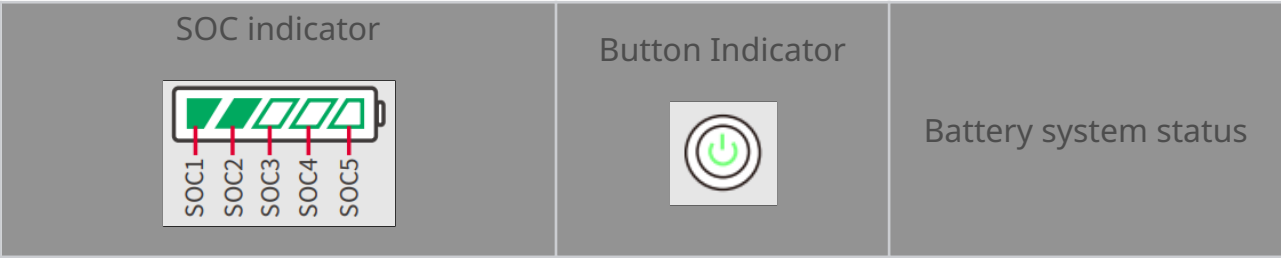 SOC indicator
SOC1
SOC2
SOC3
SOC4
SOC5
Button Indicator
Battery system status